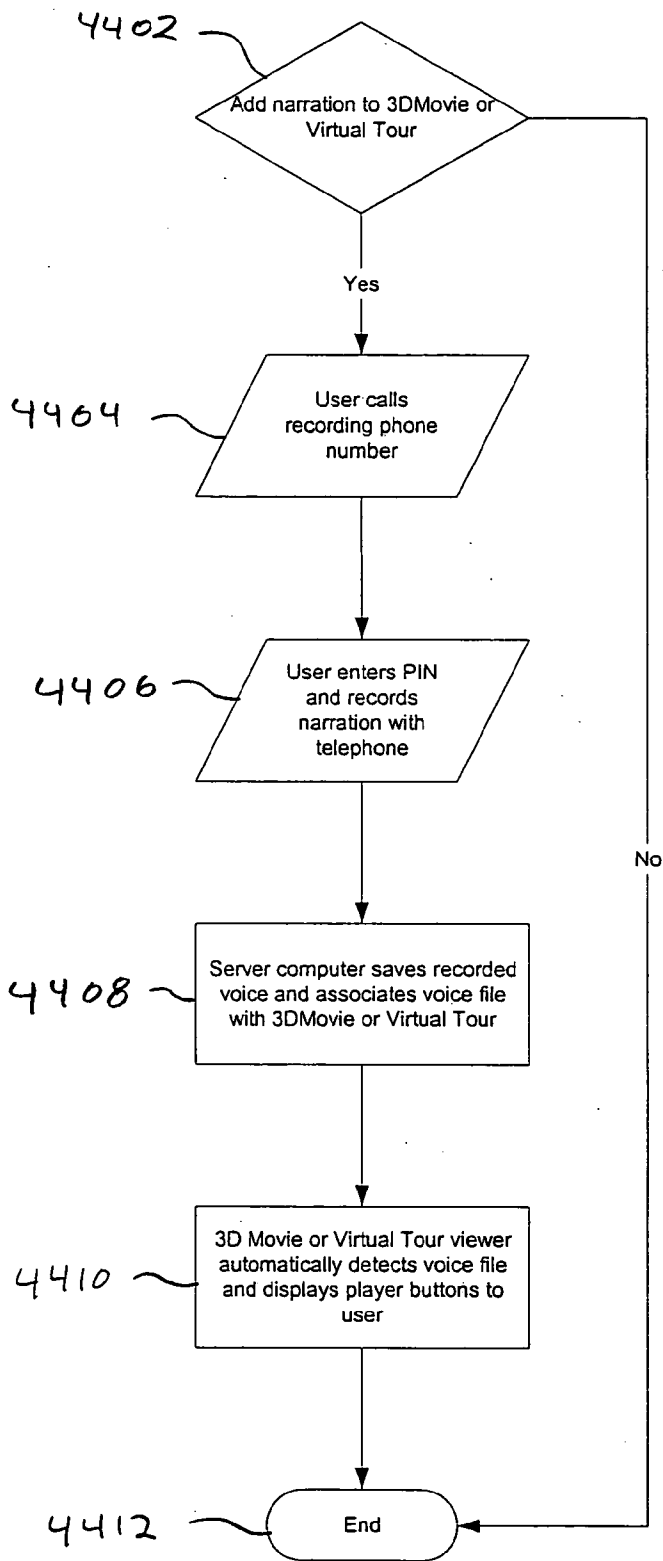 4402
Add narration to 3DMovie or
Virtual Tour
Yes
4404
User calls
recording phone
number
4406
User enters PIN
and records
narration with
telephone
No
4408
Server computer saves recorded
voice and associates voice file
with 3DMovie or Virtual Tour
4410
3D Movie or Virtual Tour viewer
automatically detects voice file
and displays player buttons to
user
4412
End